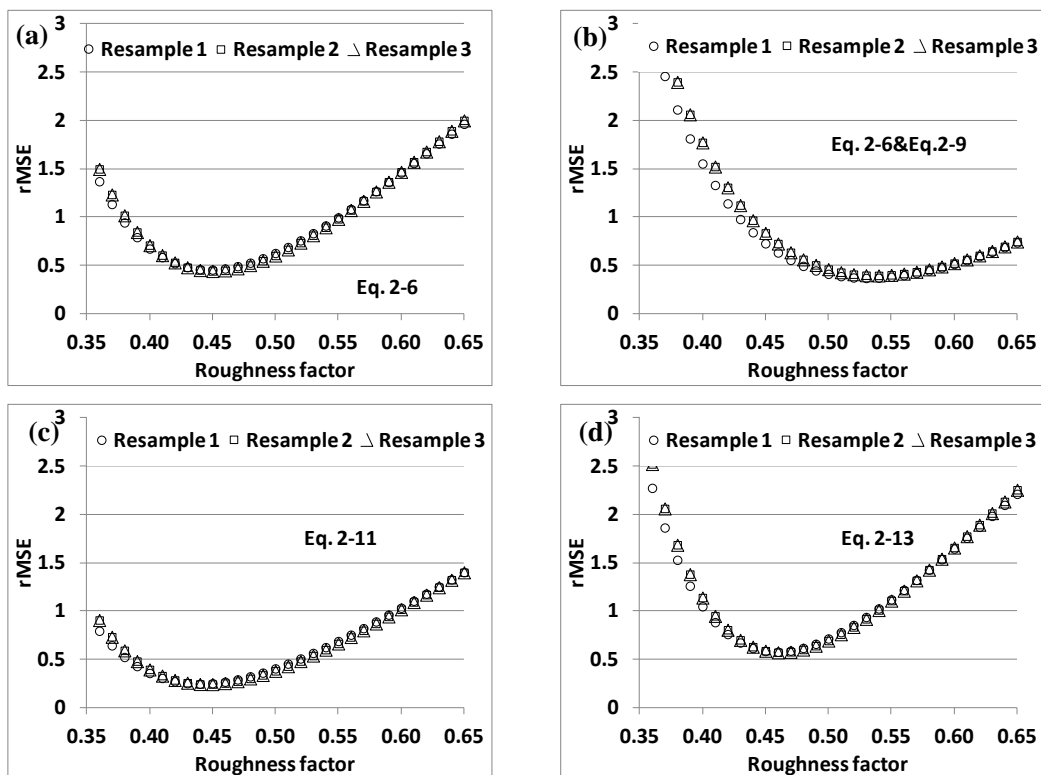 (a)
3
2.5
2
1.5
1
0.5
0
rMSE
○ Resample 1 □ Resample 2 △ Resample 3
Eq. 2-6
0.35 0.40 0.45 0.50 0.55 0.60 0.65
Roughness factor
(b)
3
2.5
2
1.5
1
0.5
0
rMSE
○ Resample 1 □ Resample 2 △ Resample 3
Eq. 2-6&Eq.2-9
0.35 0.40 0.45 0.50 0.55 0.60 0.65
Roughness factor
(c)
3
2.5
2
1.5
1
0.5
0
rMSE
○ Resample 1 □ Resample 2 △ Resample 3
Eq. 2-11
0.35 0.40 0.45 0.50 0.55 0.60 0.65
Roughness factor
(d)
3
2.5
2
1.5
1
0.5
0
rMSE
○ Resample 1 □ Resample 2 △ Resample 3
Eq. 2-13
0.35 0.40 0.45 0.50 0.55 0.60 0.65
Roughness factor